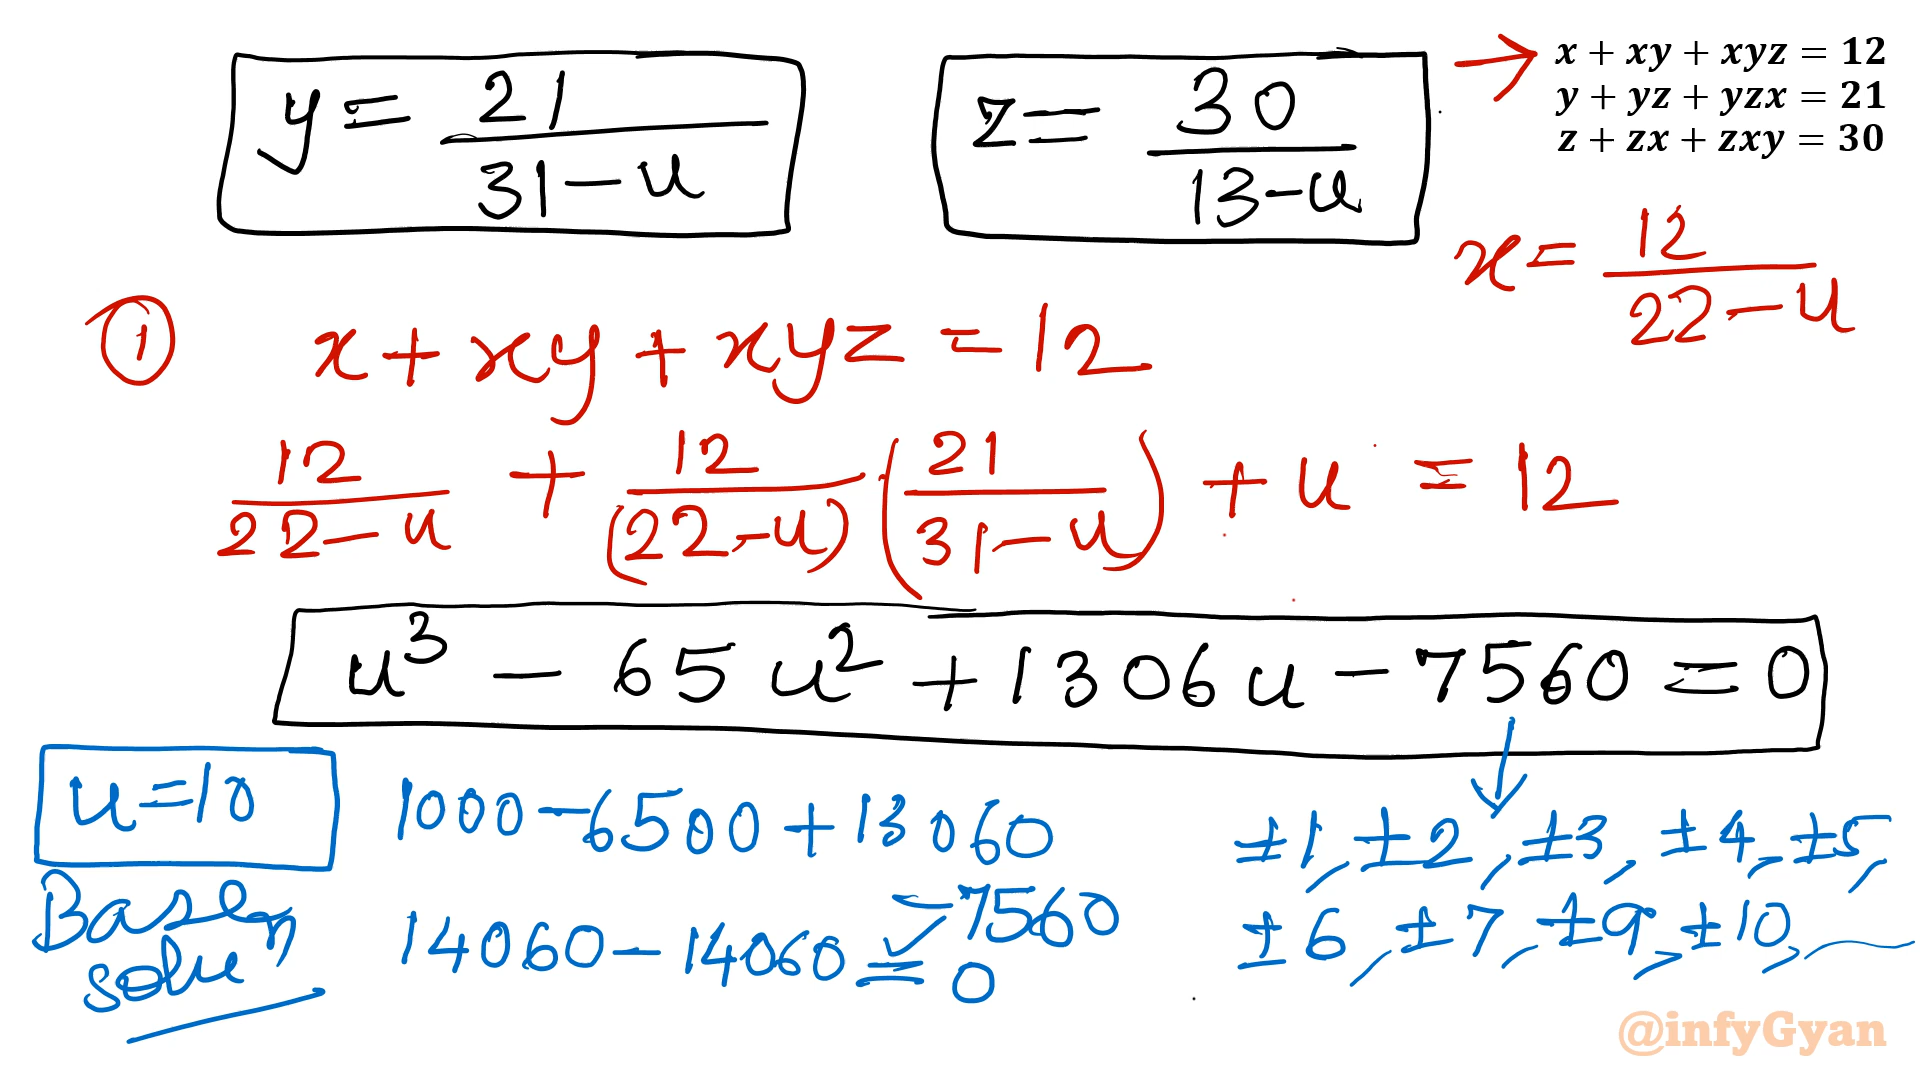 y = 21/(31-u)
z = 30/(13-u)
→ x + xy + xyz = 12
y + yz + yzx = 21
z + zx + zxy = 30
x = 12/(22-u)
① x + xy + xyz = 12
12/(22-u) + 12/(22-u) (21/(31-u)) + u = 12
u³ - 65u² + 1306u - 7560 = 0
u=10
Base soluⁿ
1000-6500+13060
-7560
14060-14060 = 0
±1, ±2, ±3, ±4, ±5,
±6, ±7, ±9, ±10,
@infyGyan